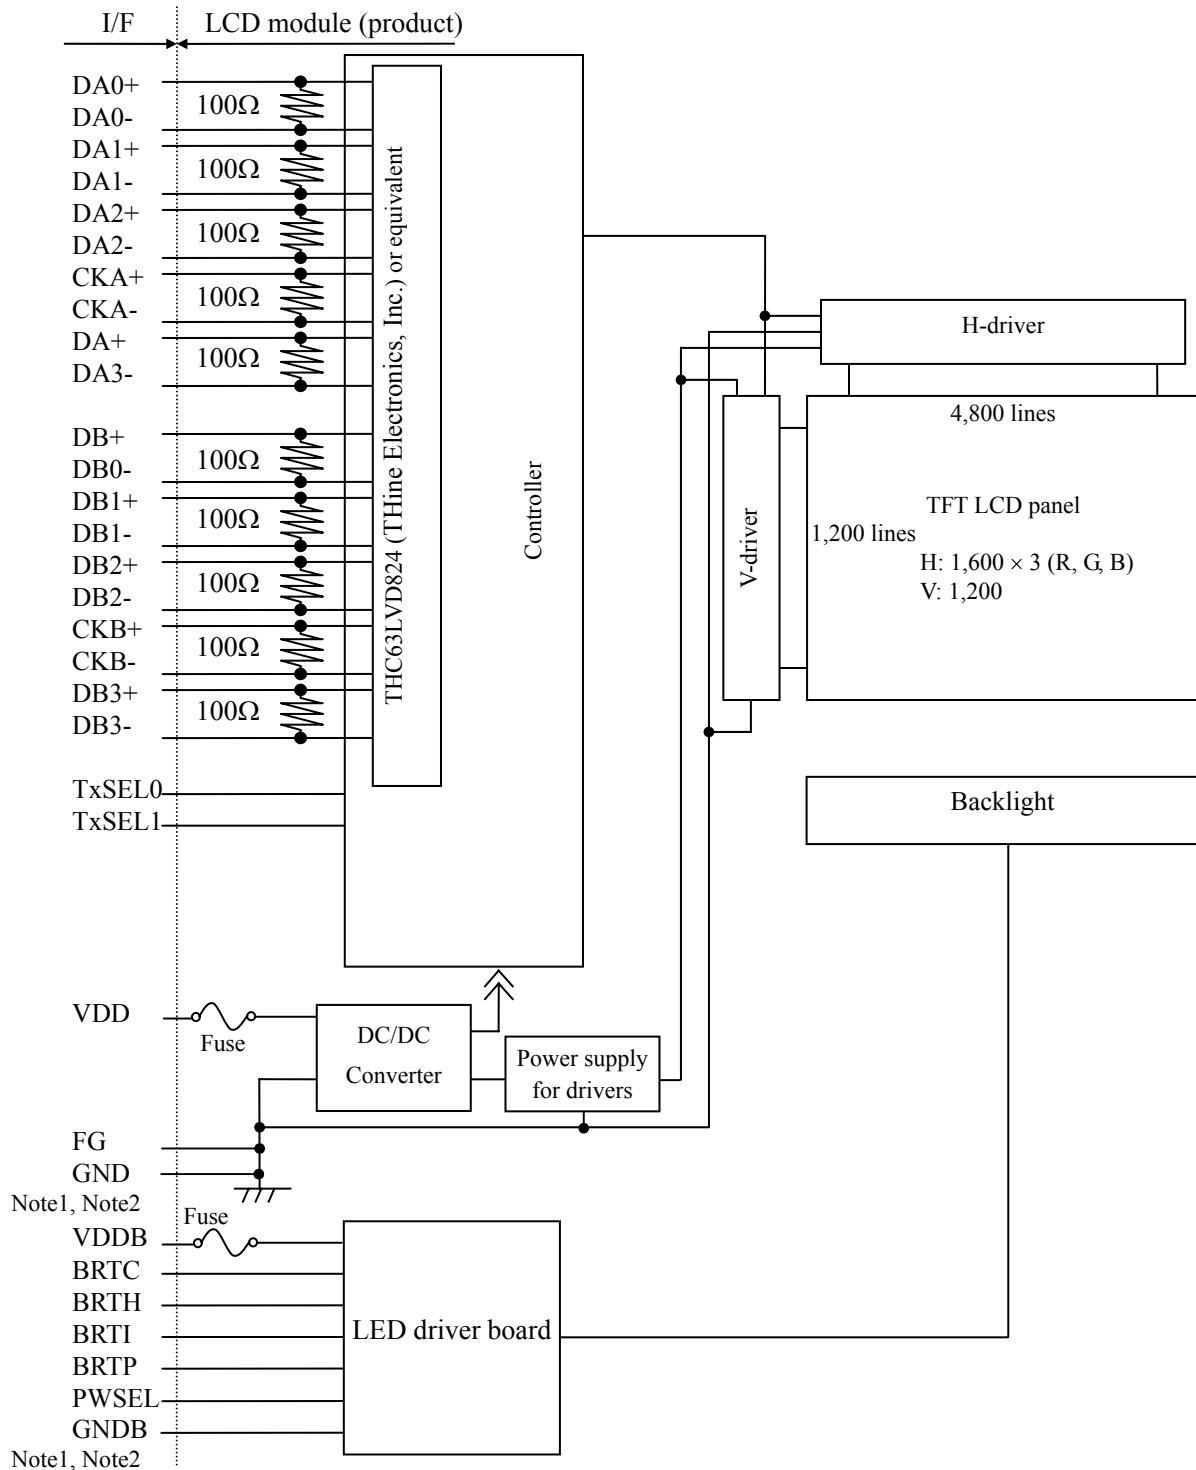 I/F
LCD module (product)
DA0+
DA0-
100Ω
DA1+
DA1-
100Ω
DA2+
DA2-
100Ω
CKA+
CKA-
100Ω
DA+
DA3-
100Ω
DB+
DB0-
100Ω
DB1+
DB1-
100Ω
DB2+
DB2-
100Ω
CKB+
CKB-
100Ω
DB3+
DB3-
100Ω
TxSEL0
TxSEL1
THC63LVD824 (THine Electronics, Inc.) or equivalent
Controller
H-driver
V-driver
4,800 lines
TFT LCD panel
1,200 lines
H: 1,600 × 3 (R, G, B)
V: 1,200
Backlight
VDD
Fuse
DC/DC
Converter
Power supply
for drivers
FG
GND
Note1, Note2
Fuse
VDDB
BRTC
BRTH
BRTI
BRTP
PWSEL
GNDB
Note1, Note2
LED driver board